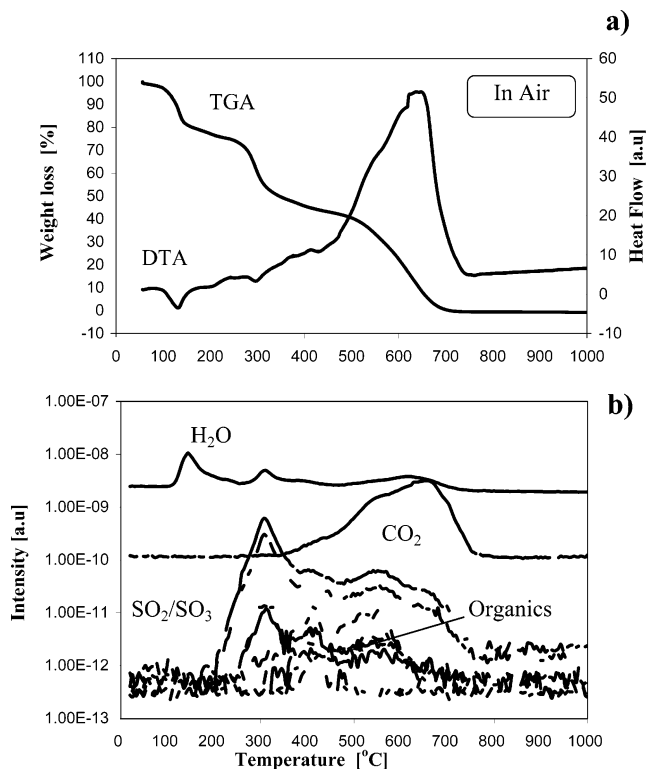 a)
110
100
90
80
70
60
50
40
30
20
10
0
-10
Weight loss [%]
TGA
DTA
In Air
60
50
40
30
20
10
0
-10
Heat Flow [a.u]
0 100 200 300 400 500 600 700 800 900 1000
b)
1.00E-07
1.00E-08
1.00E-09
1.00E-10
1.00E-11
1.00E-12
1.00E-13
Intensity [a.u]
H2O
CO2
SO2/SO3
Organics
0 100 200 300 400 500 600 700 800 900 1000
Temperature [°C]